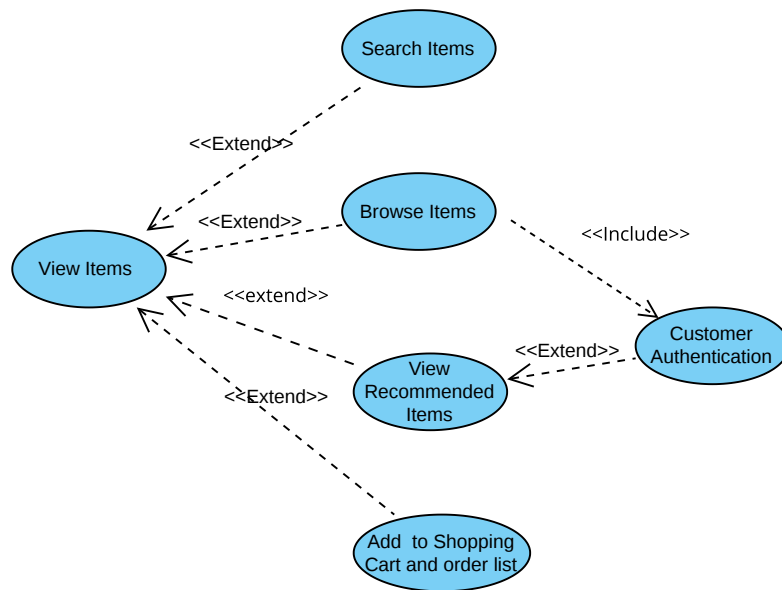 Search Items
<<Extend>>
Browse Items
<<Extend>>
<<Include>>
View Items
<<extend>>
Customer
Authentication
<<Extend>>
View
Recommended
Items
<<Extend>>
Add  to Shopping
Cart and order list